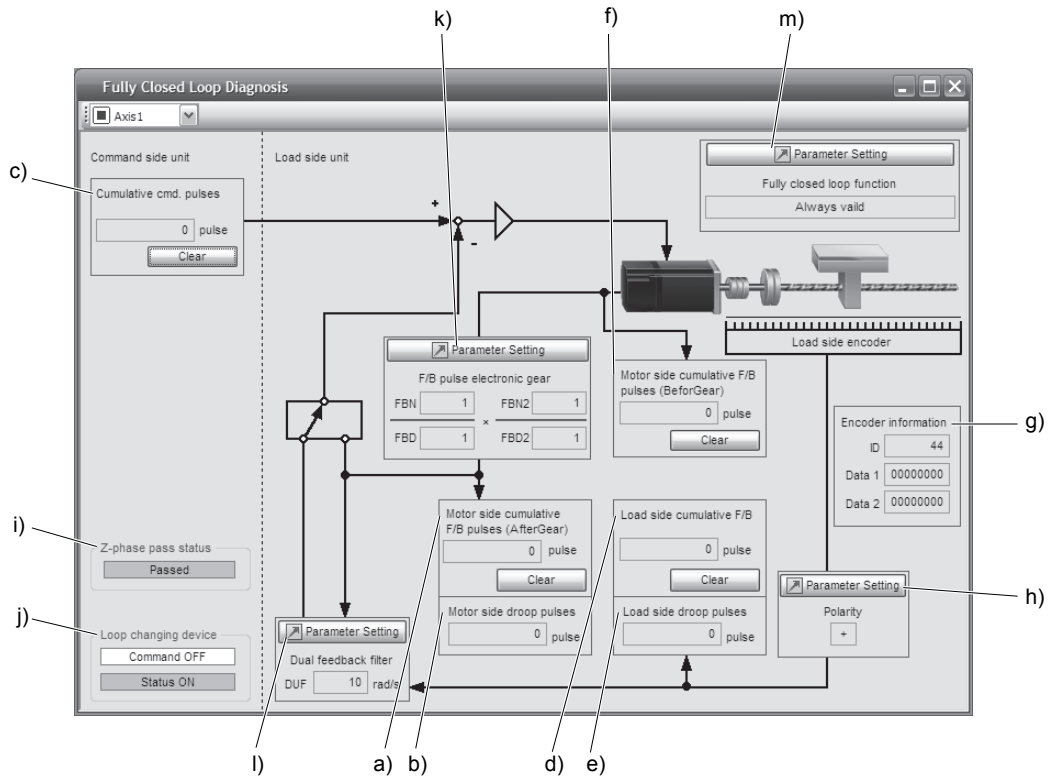 k)
f)
m)
Fully Closed Loop Diagnosis
Axis1
Command side unit
Load side unit
Parameter Setting
Fully closed loop function
Always vaild
c)
Cumulative cmd. pulses
0 pulse
Clear
+
-
Load side encoder
Parameter Setting
F/B pulse electronic gear
FBN 1 FBN2 1
×
FBD 1 FBD2 1
Motor side cumulative F/B
pulses (BeforGear)
0 pulse
Clear
Encoder information
ID 44
Data 1 00000000
Data 2 00000000
g)
i)
Z-phase pass status
Passed
Motor side cumulative
F/B pulses (AfterGear)
0 pulse
Clear
Motor side droop pulses
0 pulse
Load side cumulative F/B
0 pulse
Clear
Load side droop pulses
0 pulse
Parameter Setting
Polarity
+
h)
j)
Loop changing device
Command OFF
Status ON
Parameter Setting
Dual feedback filter
DUF 10 rad/s
l)
a)
b)
d)
e)